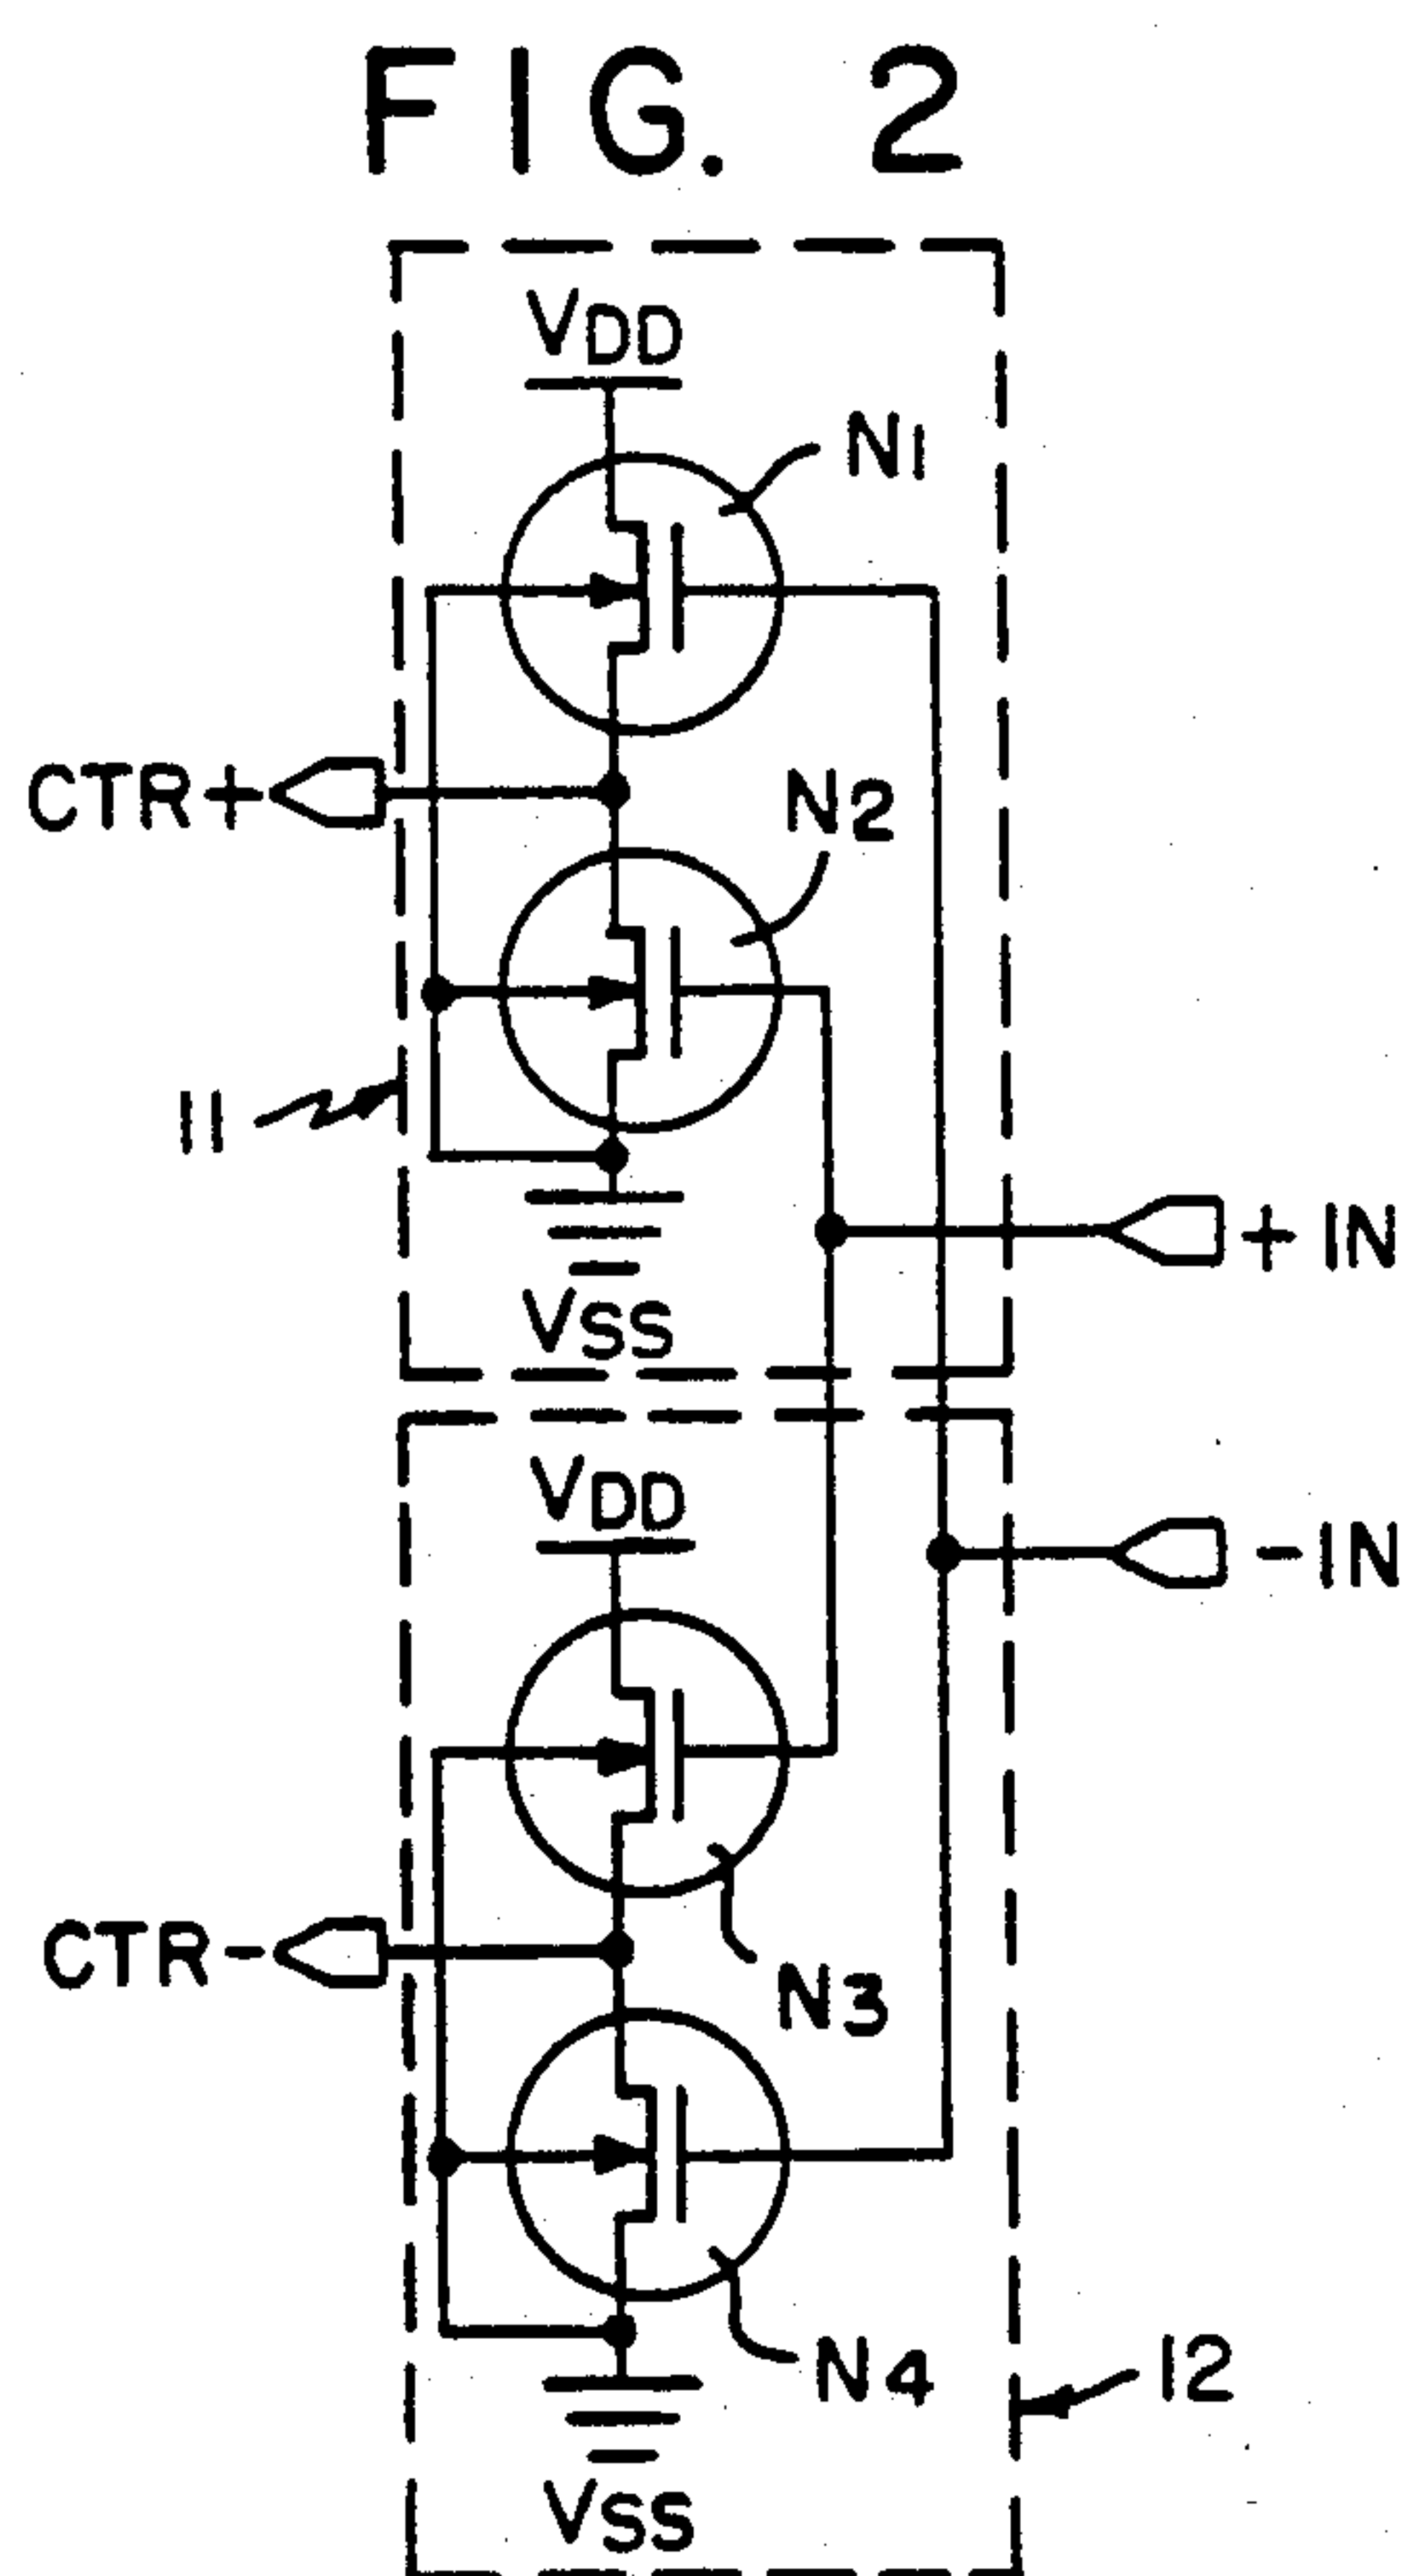 FIG. 2
VDD
N1
CTR+
N2
11
+ IN
VSS
VDD
- IN
CTR-
N3
N4
12
VSS